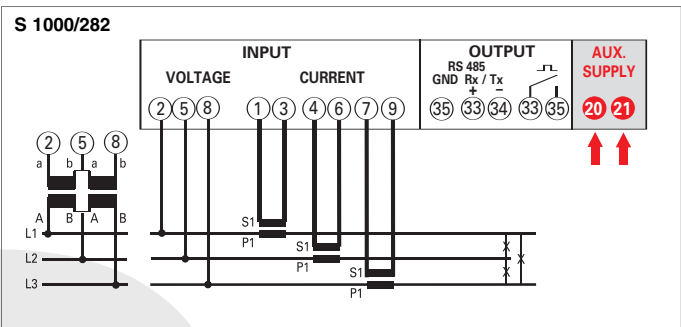 S 1000/282
INPUT
OUTPUT
AUX.
SUPPLY
VOLTAGE
CURRENT
RS 485
GND Rx / Tx
+ −
2 5 8 1 3 4 6 7 9 35 33 34 33 35 20 21
2 5 8
a b a b
A B A B
L1
L2
L3
S1
P1
S1
P1
S1
P1